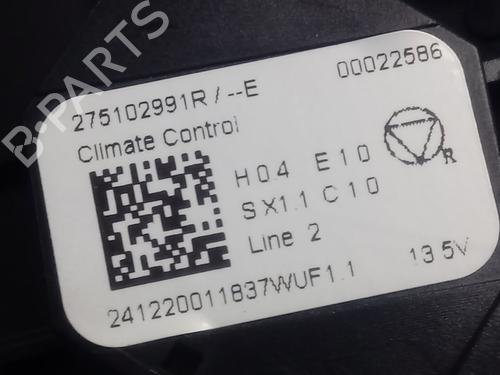 B-PARTS
275102991R / --E
00022586
Climate Control
H04 E10
SX1.1 C10
R
Line 2
241220011837WUF1.1
13.5V